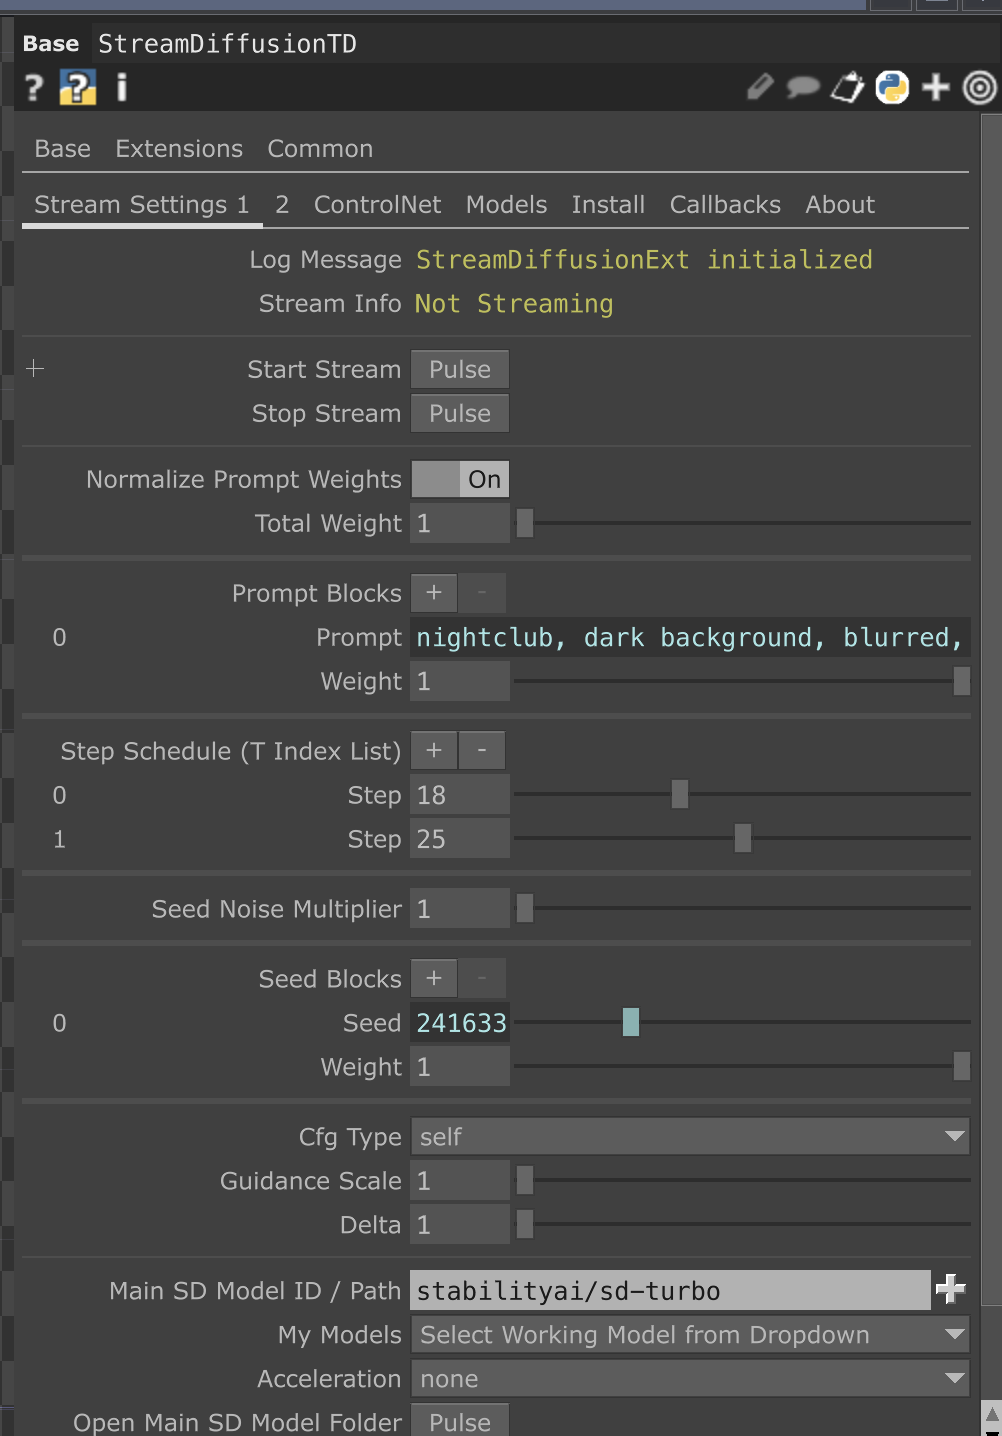 Base StreamDiffusionTD
? ? i
Base Extensions Common
Stream Settings 1 2 ControlNet Models Install Callbacks About
Log Message StreamDiffusionExt initialized
Stream Info Not Streaming
+ Start Stream Pulse
Stop Stream Pulse
Normalize Prompt Weights On
Total Weight 1
Prompt Blocks + -
0 Prompt nightclub, dark background, blurred,
Weight 1
Step Schedule (T Index List) + -
0 Step 18
1 Step 25
Seed Noise Multiplier 1
Seed Blocks + -
0 Seed 241633
Weight 1
Cfg Type self
Guidance Scale 1
Delta 1
Main SD Model ID / Path stabilityai/sd-turbo
My Models Select Working Model from Dropdown
Acceleration none
Open Main SD Model Folder Pulse